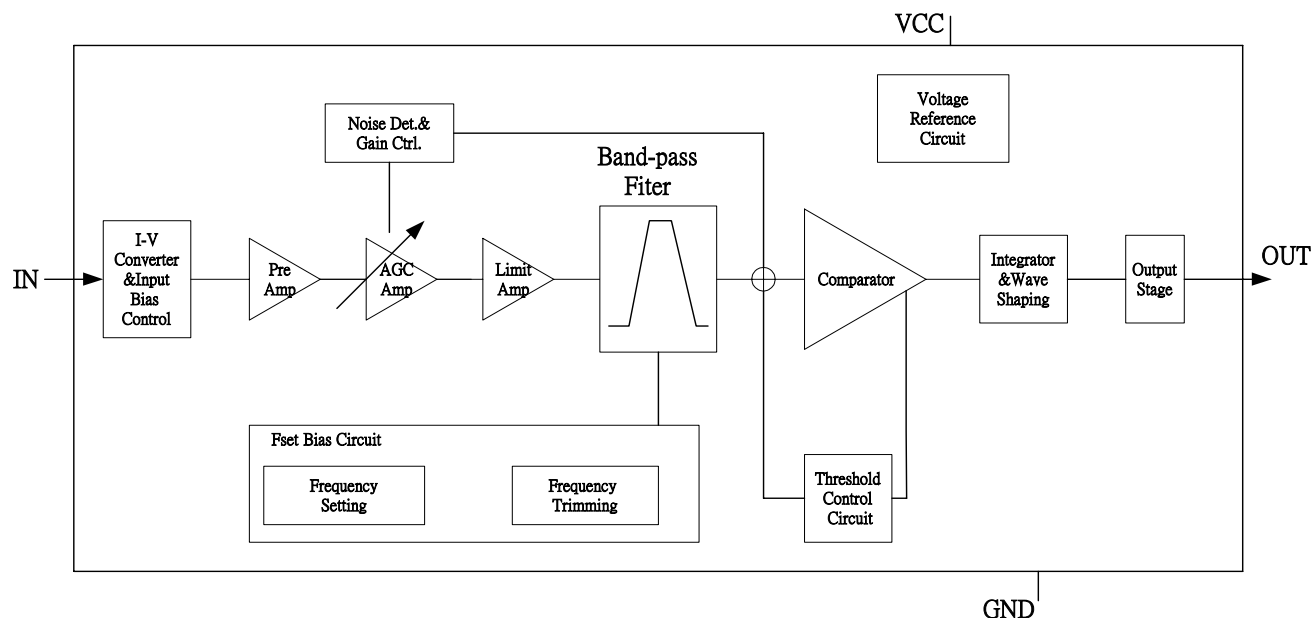 VCC
Voltage
Reference
Circuit
Noise Det.&
Gain Ctrl.
Band-pass
Fiter
IN
I-V
Converter
&Input
Bias
Control
Pre
Amp
AGC
Amp
Limit
Amp
Comparator
Integrator
&Wave
Shaping
Output
Stage
OUT
Fset Bias Circuit
Frequency
Setting
Frequency
Trimming
Threshold
Control
Circuit
GND